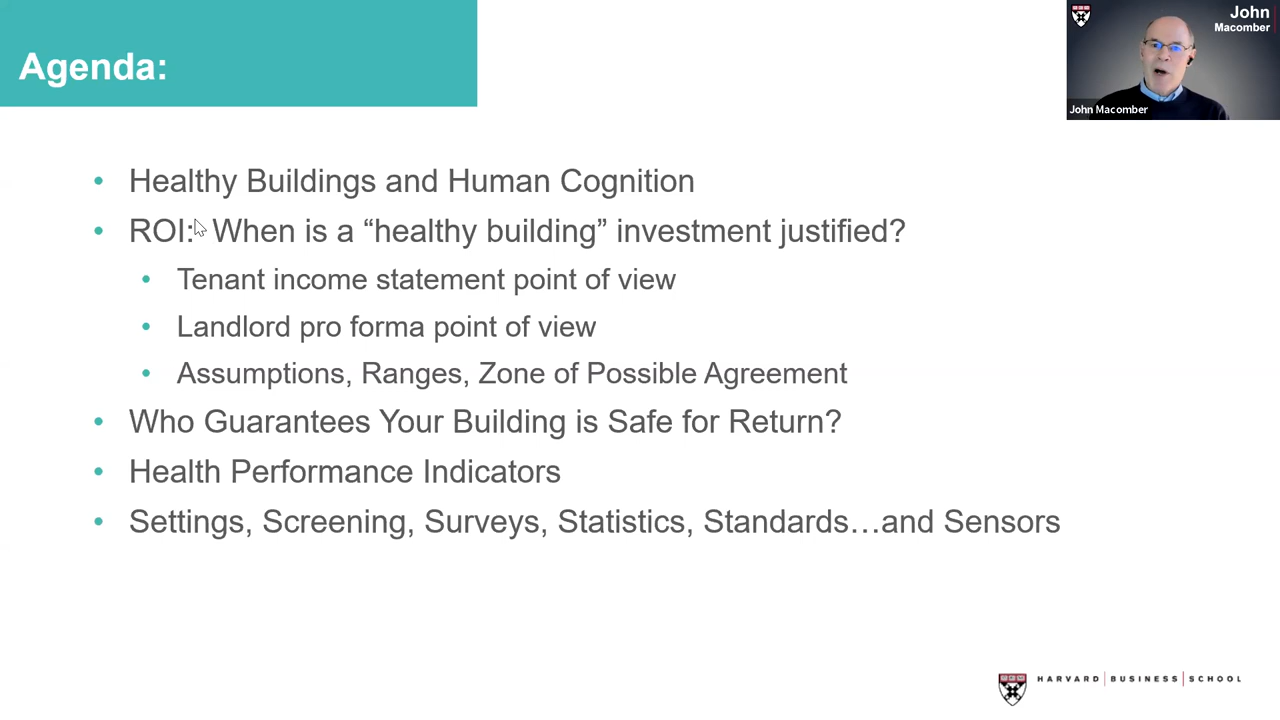 Agenda:
John
Macomber
John Macomber
• Healthy Buildings and Human Cognition
• ROI: When is a “healthy building” investment justified?
• Tenant income statement point of view
• Landlord pro forma point of view
• Assumptions, Ranges, Zone of Possible Agreement
• Who Guarantees Your Building is Safe for Return?
• Health Performance Indicators
• Settings, Screening, Surveys, Statistics, Standards…and Sensors
HARVARD | BUSINESS | SCHOOL